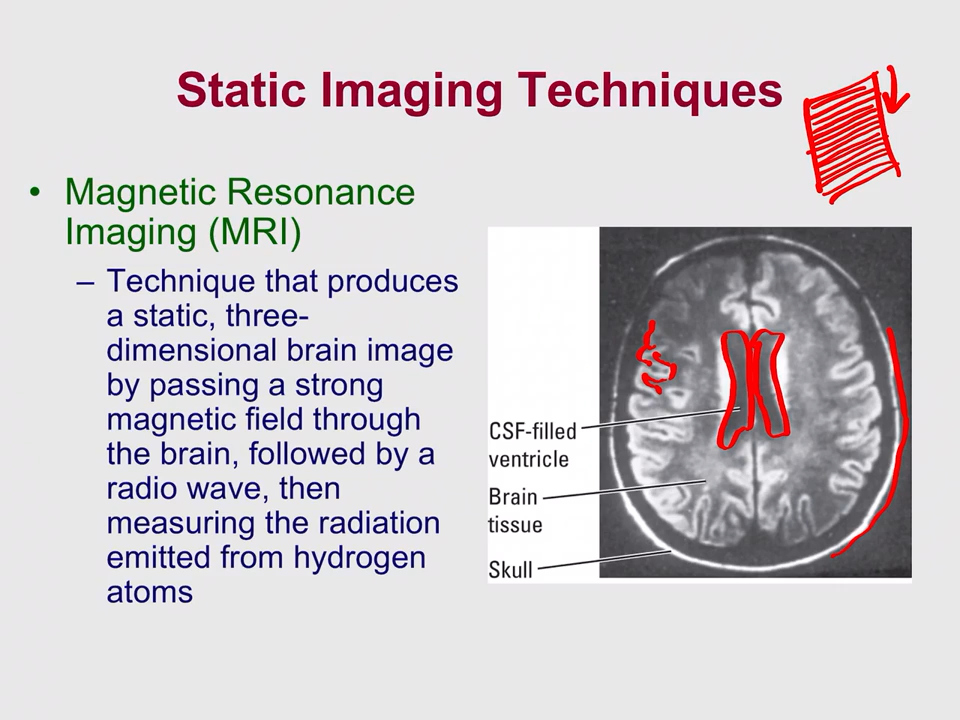 Static Imaging Techniques
• Magnetic Resonance
Imaging (MRI)
– Technique that produces
a static, three-
dimensional brain image
by passing a strong
magnetic field through
the brain, followed by a
radio wave, then
measuring the radiation
emitted from hydrogen
atoms
CSF-filled
ventricle
Brain
tissue
Skull